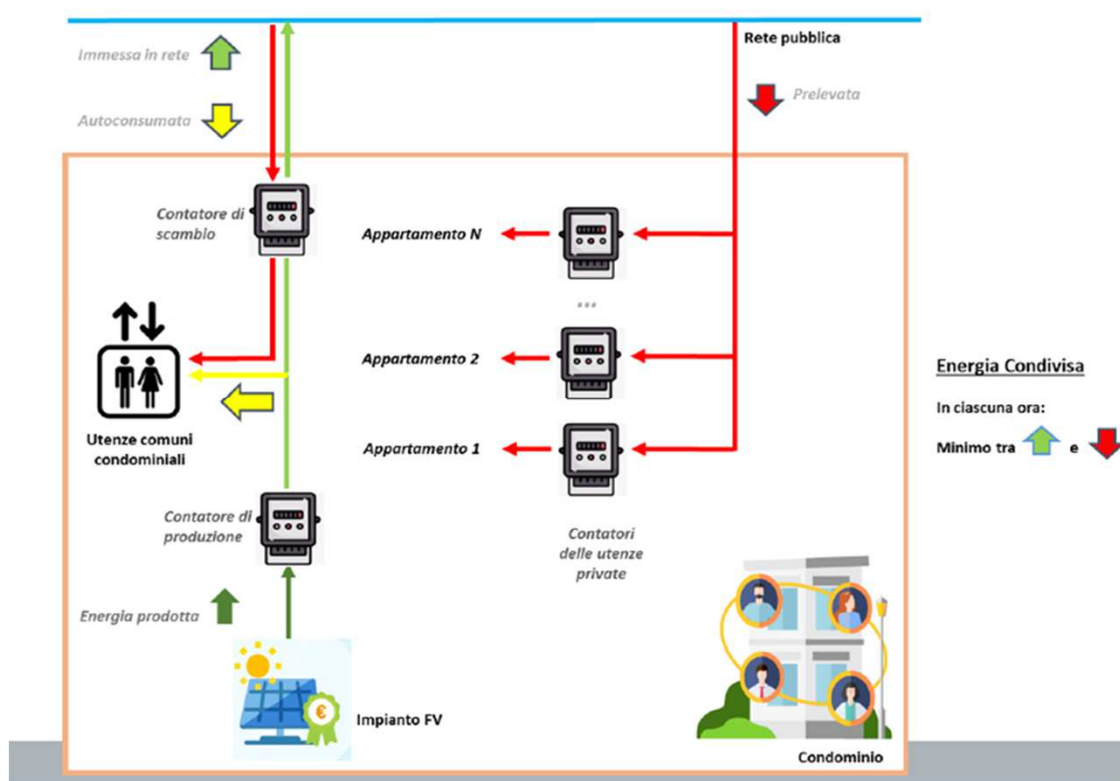 Immessa in rete
Autoconsumata
Rete pubblica
Prelevata
Contatore di
scambio
Appartamento N
...
Appartamento 2
Appartamento 1
Utenze comuni
condominiali
Contatore di
produzione
Contatori
delle utenze
private
Energia prodotta
€
Impianto FV
Condominio
Energia Condivisa
In ciascuna ora:
Minimo tra e